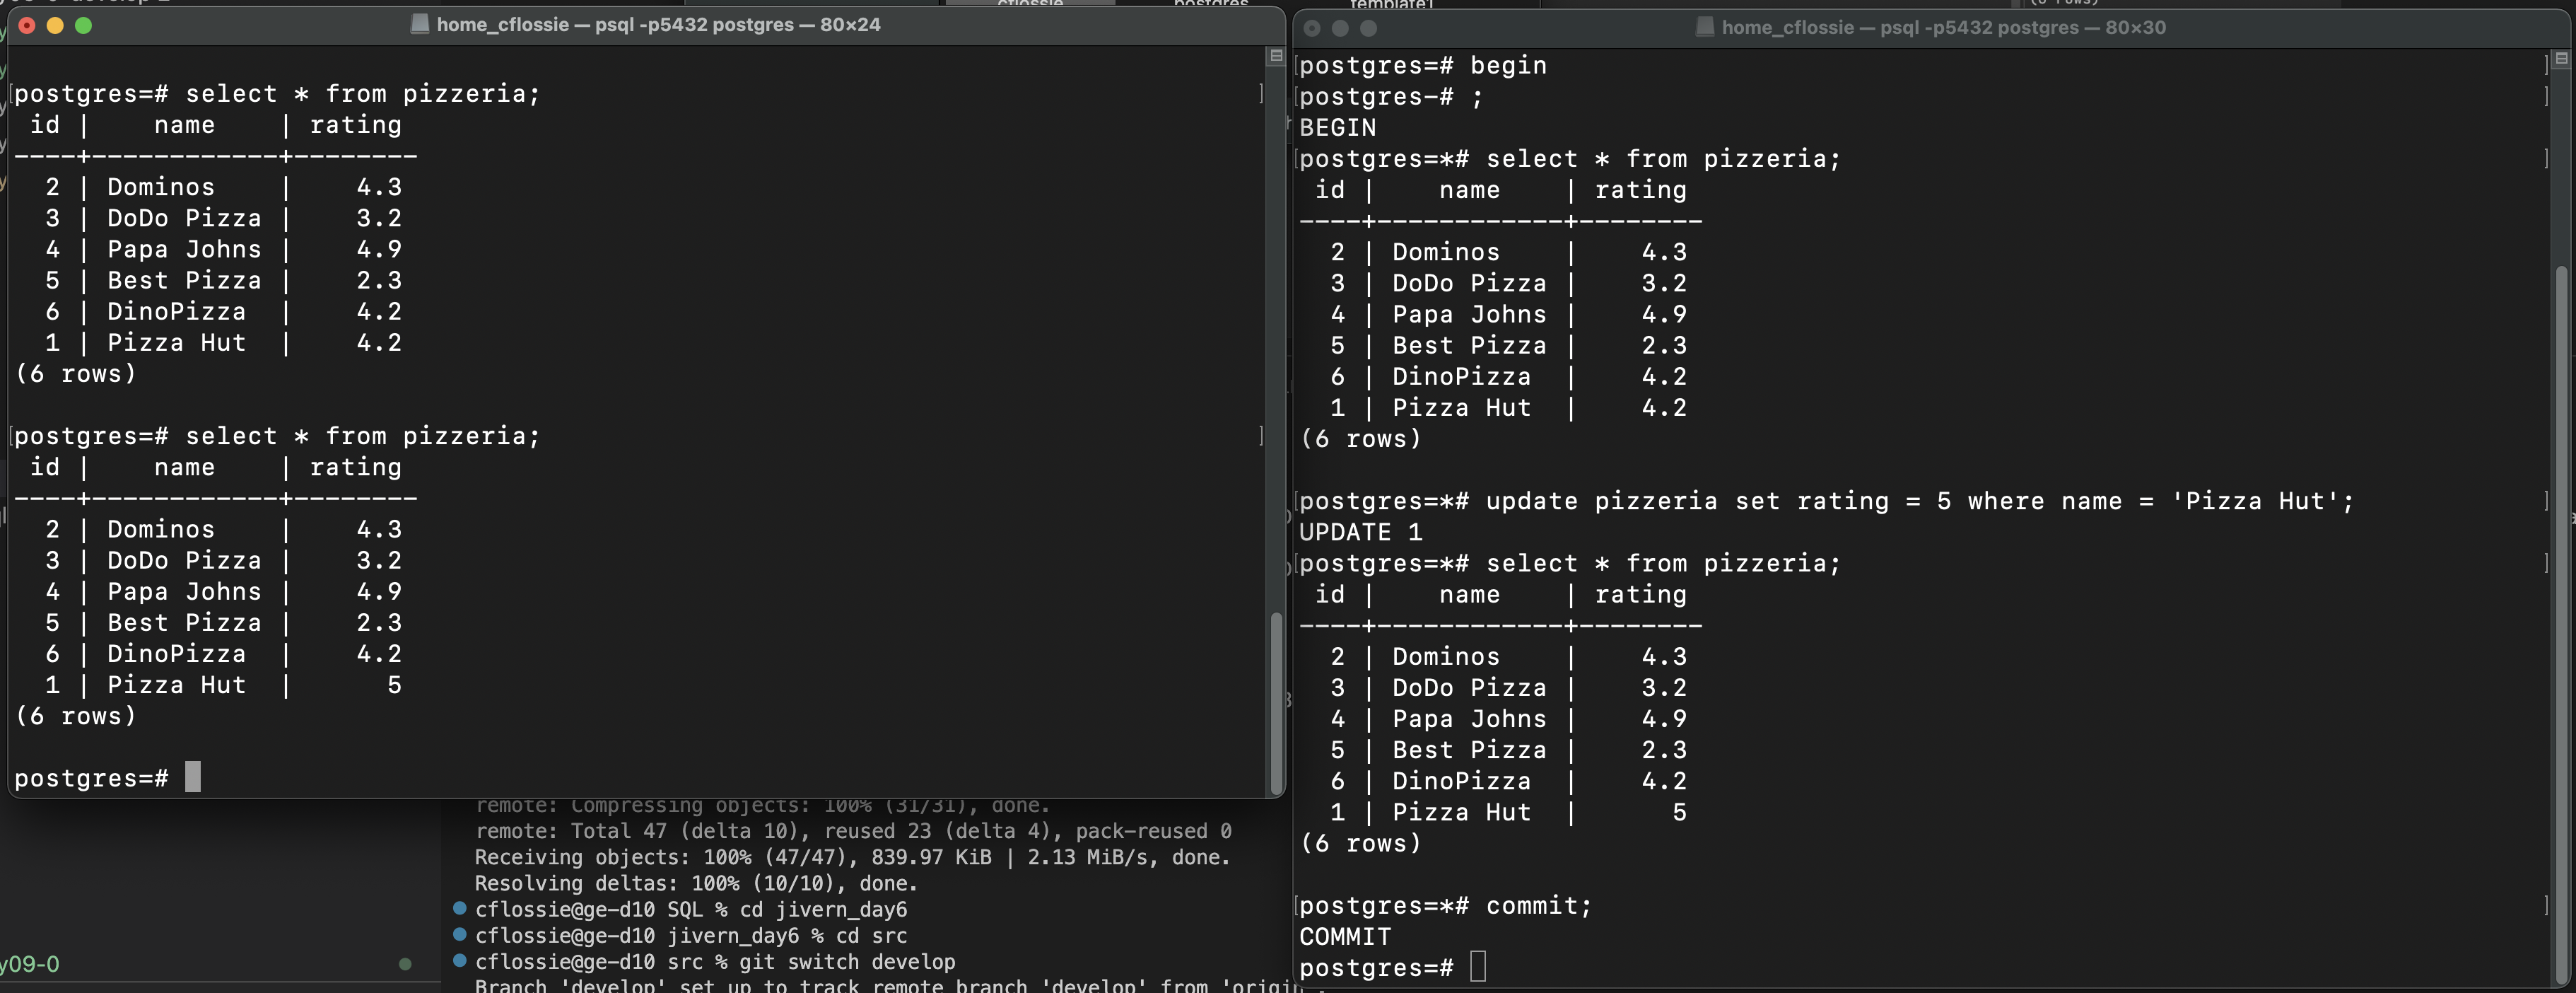 home_cflossie — psql -p5432 postgres — 80×24
postgres=# select * from pizzeria;
 id |    name    | rating
----+------------+--------
  2 | Dominos    |    4.3
  3 | DoDo Pizza |    3.2
  4 | Papa Johns |    4.9
  5 | Best Pizza |    2.3
  6 | DinoPizza  |    4.2
  1 | Pizza Hut  |    4.2
(6 rows)
postgres=# select * from pizzeria;
 id |    name    | rating
----+------------+--------
  2 | Dominos    |    4.3
  3 | DoDo Pizza |    3.2
  4 | Papa Johns |    4.9
  5 | Best Pizza |    2.3
  6 | DinoPizza  |    4.2
  1 | Pizza Hut  |      5
(6 rows)
postgres=#
home_cflossie — psql -p5432 postgres — 80×30
postgres=# begin
postgres-# ;
BEGIN
postgres=*# select * from pizzeria;
 id |    name    | rating
----+------------+--------
  2 | Dominos    |    4.3
  3 | DoDo Pizza |    3.2
  4 | Papa Johns |    4.9
  5 | Best Pizza |    2.3
  6 | DinoPizza  |    4.2
  1 | Pizza Hut  |    4.2
(6 rows)
postgres=*# update pizzeria set rating = 5 where name = 'Pizza Hut';
UPDATE 1
postgres=*# select * from pizzeria;
 id |    name    | rating
----+------------+--------
  2 | Dominos    |    4.3
  3 | DoDo Pizza |    3.2
  4 | Papa Johns |    4.9
  5 | Best Pizza |    2.3
  6 | DinoPizza  |    4.2
  1 | Pizza Hut  |      5
(6 rows)
postgres=*# commit;
COMMIT
postgres=#
remote: Compressing objects: 100% (31/31), done.
remote: Total 47 (delta 10), reused 23 (delta 4), pack-reused 0
Receiving objects: 100% (47/47), 839.97 KiB | 2.13 MiB/s, done.
Resolving deltas: 100% (10/10), done.
cflossie@ge-d10 SQL % cd jivern_day6
cflossie@ge-d10 jivern_day6 % cd src
cflossie@ge-d10 src % git switch develop
Branch 'develop' set up to track remote branch 'develop' from 'origin'.
y09-0
cflossie
postgres
template1